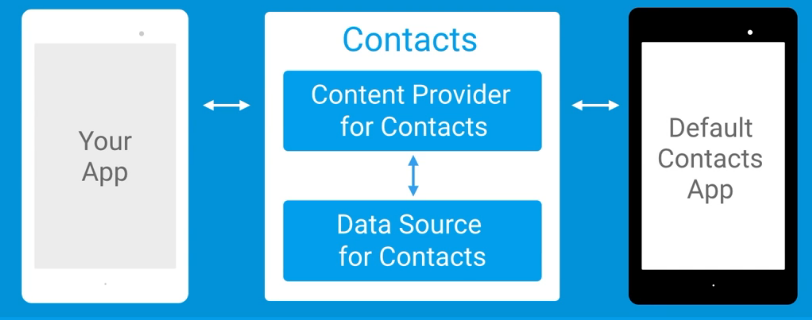 Your
App
Contacts
Content Provider
for Contacts
Data Source
for Contacts
Default
Contacts
App